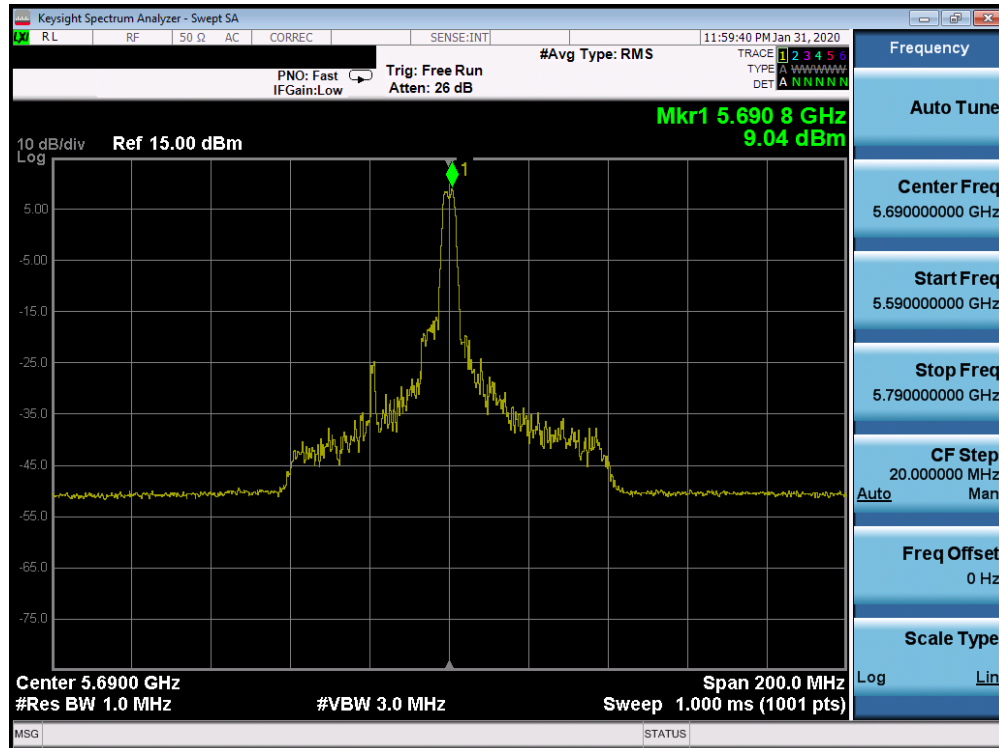 Keysight Spectrum Analyzer - Swept SA
LXI RL RF 50 Ω AC CORREC SENSE:INT 11:59:40 PM Jan 31, 2020
#Avg Type: RMS
TRACE 1 2 3 4 5 6
TYPE A WWWWW
DET A N N N N N
PNO: Fast
IFGain:Low
Trig: Free Run
Atten: 26 dB
Mkr1 5.690 8 GHz
9.04 dBm
10 dB/div
Log
Ref 15.00 dBm
1
5.00
-5.00
-15.0
-25.0
-35.0
-45.0
-55.0
-65.0
-75.0
Center 5.6900 GHz
Span 200.0 MHz
#Res BW 1.0 MHz
#VBW 3.0 MHz
Sweep 1.000 ms (1001 pts)
MSG
STATUS
Frequency
Auto Tune
Center Freq
5.690000000 GHz
Start Freq
5.590000000 GHz
Stop Freq
5.790000000 GHz
CF Step
20.000000 MHz
Auto Man
Freq Offset
0 Hz
Scale Type
Log Lin